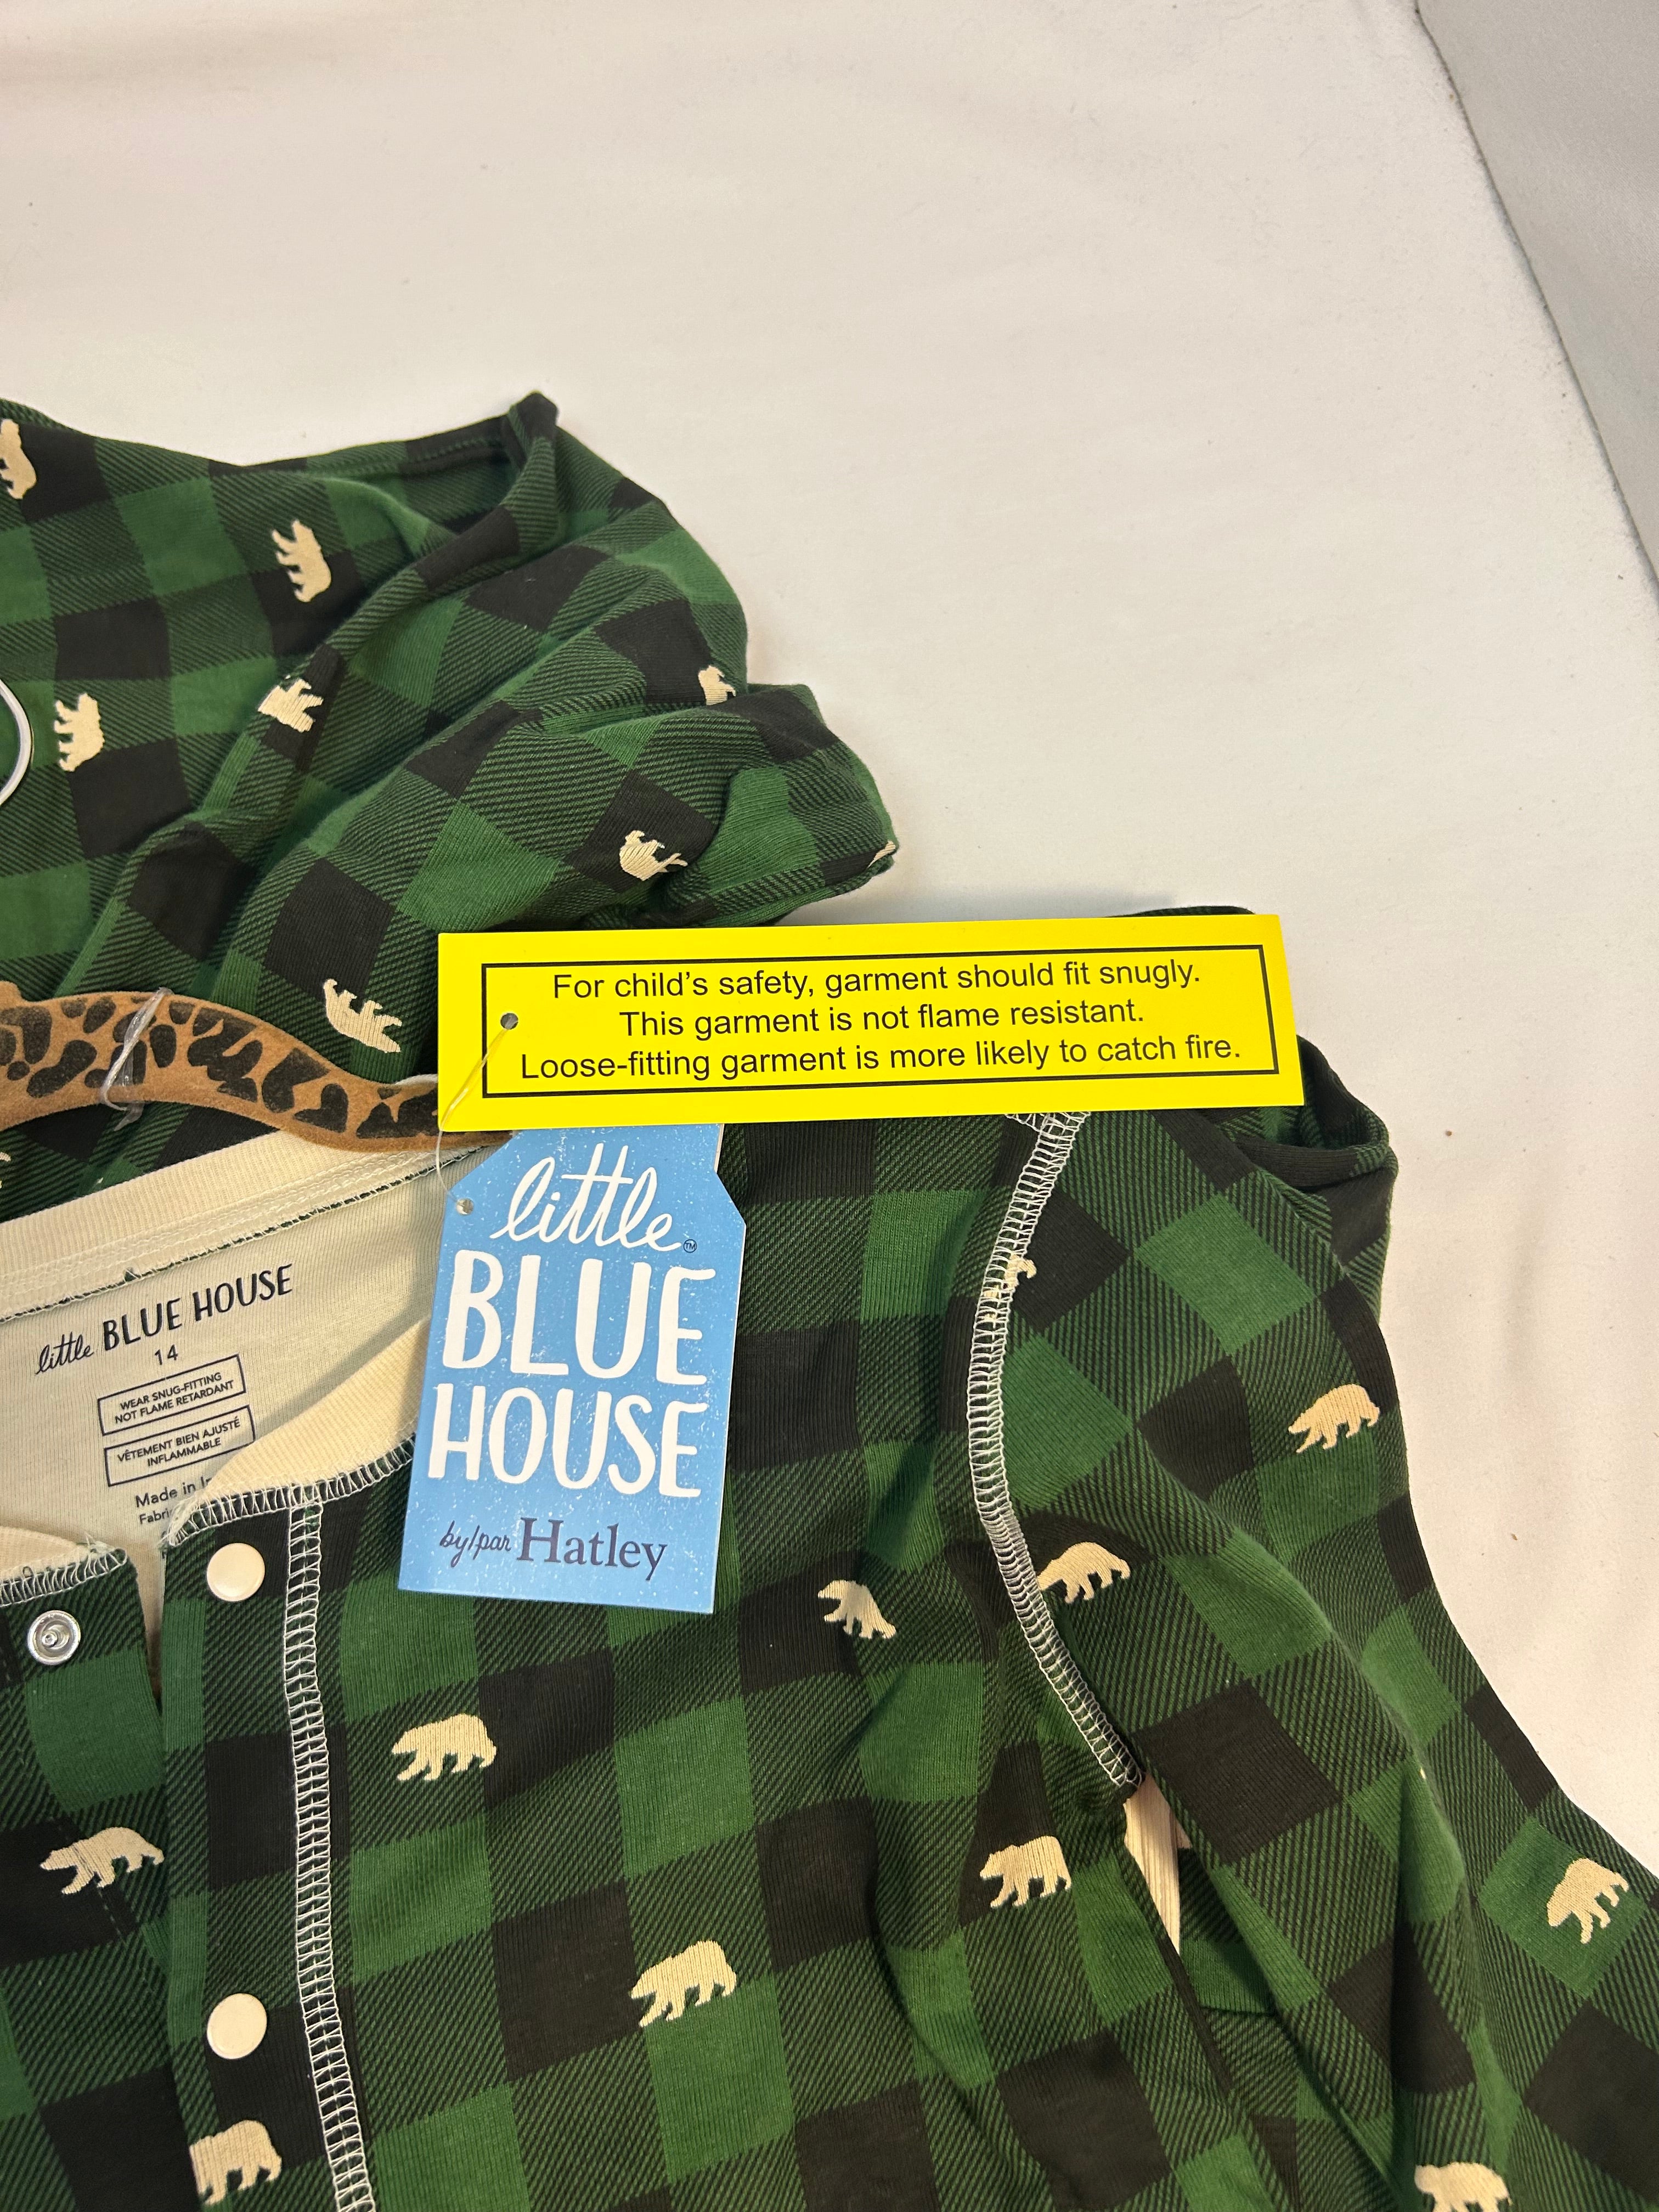 For child's safety, garment should fit snugly.
This garment is not flame resistant.
Loose-fitting garment is more likely to catch fire.
little™
BLUE
HOUSE
by/par Hatley
little BLUE HOUSE
14
WEAR SNUG-FITTING
NOT FLAME RETARDANT
VÊTEMENT BIEN AJUSTÉ
INFLAMMABLE
Made in